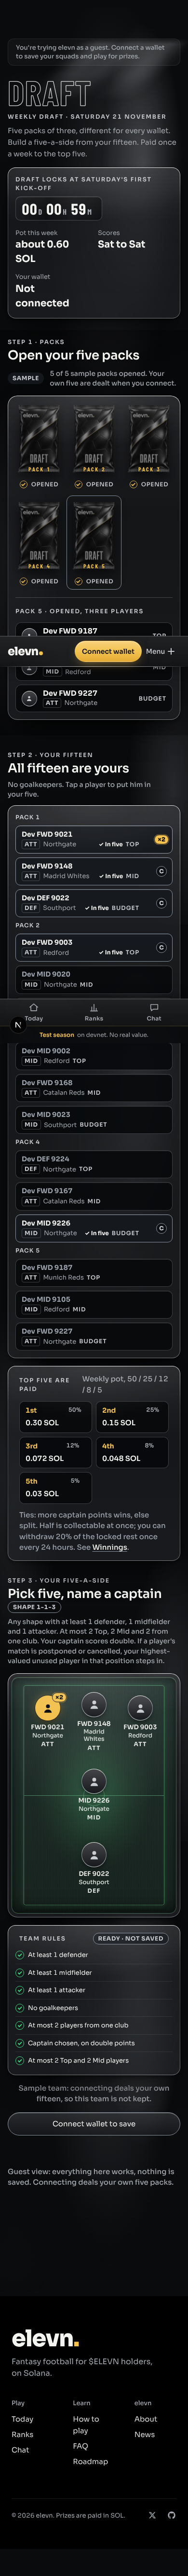 You're trying elevn as a guest. Connect a wallet
to save your squads and play for prizes.
DRAFT
WEEKLY DRAFT · SATURDAY 21 NOVEMBER
Five packs of three, different for every wallet.
Build a five-a-side from your fifteen. Paid once
a week to the top five.
DRAFT LOCKS AT SATURDAY'S FIRST
KICK-OFF
00D 00H 59M
Pot this week
about 0.60
SOL
Scores
Sat to Sat
Your wallet
Not
connected
STEP 1 · PACKS
Open your five packs
SAMPLE
5 of 5 sample packs opened. Your
own five are dealt when you connect.
elevn. elevn. elevn.
DRAFT DRAFT DRAFT
PACK 1 PACK 2 PACK 3
OPENED OPENED OPENED
elevn. elevn.
DRAFT DRAFT
PACK 4 PACK 5
OPENED OPENED
PACK 5 · OPENED, THREE PLAYERS
Dev FWD 9187
TOP
elevn.
Connect wallet
Menu
MID Redford MID
Dev FWD 9227
ATT Northgate
BUDGET
STEP 2 · YOUR FIFTEEN
All fifteen are yours
No goalkeepers. Tap a player to put him in
your five.
PACK 1
Dev FWD 9021
ATT Northgate ✓ In five TOP ×2
Dev FWD 9148
ATT Madrid Whites ✓ In five MID C
Dev DEF 9022
DEF Southport ✓ In five BUDGET C
PACK 2
Dev FWD 9003
ATT Redford ✓ In five TOP C
Dev MID 9020
MID Northgate MID
Today Ranks Chat
N
Test season on devnet. No real value.
Dev MID 9002
MID Redford TOP
Dev FWD 9168
ATT Catalan Reds MID
Dev MID 9023
MID Southport BUDGET
PACK 4
Dev DEF 9224
DEF Northgate TOP
Dev FWD 9167
ATT Catalan Reds MID
Dev MID 9226
MID Northgate ✓ In five BUDGET C
PACK 5
Dev FWD 9187
ATT Munich Reds TOP
Dev MID 9105
MID Redford MID
Dev FWD 9227
ATT Northgate BUDGET
TOP FIVE ARE
PAID
Weekly pot, 50 / 25 / 12
/ 8 / 5
1st 50%
0.30 SOL
2nd 25%
0.15 SOL
3rd 12%
0.072 SOL
4th 8%
0.048 SOL
5th 5%
0.03 SOL
Ties: more captain points wins, else
split. Half is collectable at once; you can
withdraw 20% of the locked rest once
every 24 hours. See Winnings.
STEP 3 · YOUR FIVE-A-SIDE
Pick five, name a captain
SHAPE 1-1-3
Any shape with at least 1 defender, 1 midfielder
and 1 attacker. At most 2 Top, 2 Mid and 2 from
one club. Your captain scores double. If a player's
match is postponed or cancelled, your highest-
valued unused player in that position steps in.
×2
FWD 9021
Northgate
ATT
FWD 9148
Madrid
Whites
ATT
FWD 9003
Redford
ATT
MID 9226
Northgate
MID
DEF 9022
Southport
DEF
TEAM RULES
READY · NOT SAVED
At least 1 defender
At least 1 midfielder
At least 1 attacker
No goalkeepers
At most 2 players from one club
Captain chosen, on double points
At most 2 Top and 2 Mid players
Sample team: connecting deals your own
fifteen, so this team is not kept.
Connect wallet to save
Guest view: everything here works, nothing is
saved. Connecting deals your own five packs.
elevn.
Fantasy football for $ELEVN holders,
on Solana.
Play
Today
Ranks
Chat
Learn
How to
play
FAQ
Roadmap
elevn
About
News
© 2026 elevn. Prizes are paid in SOL.